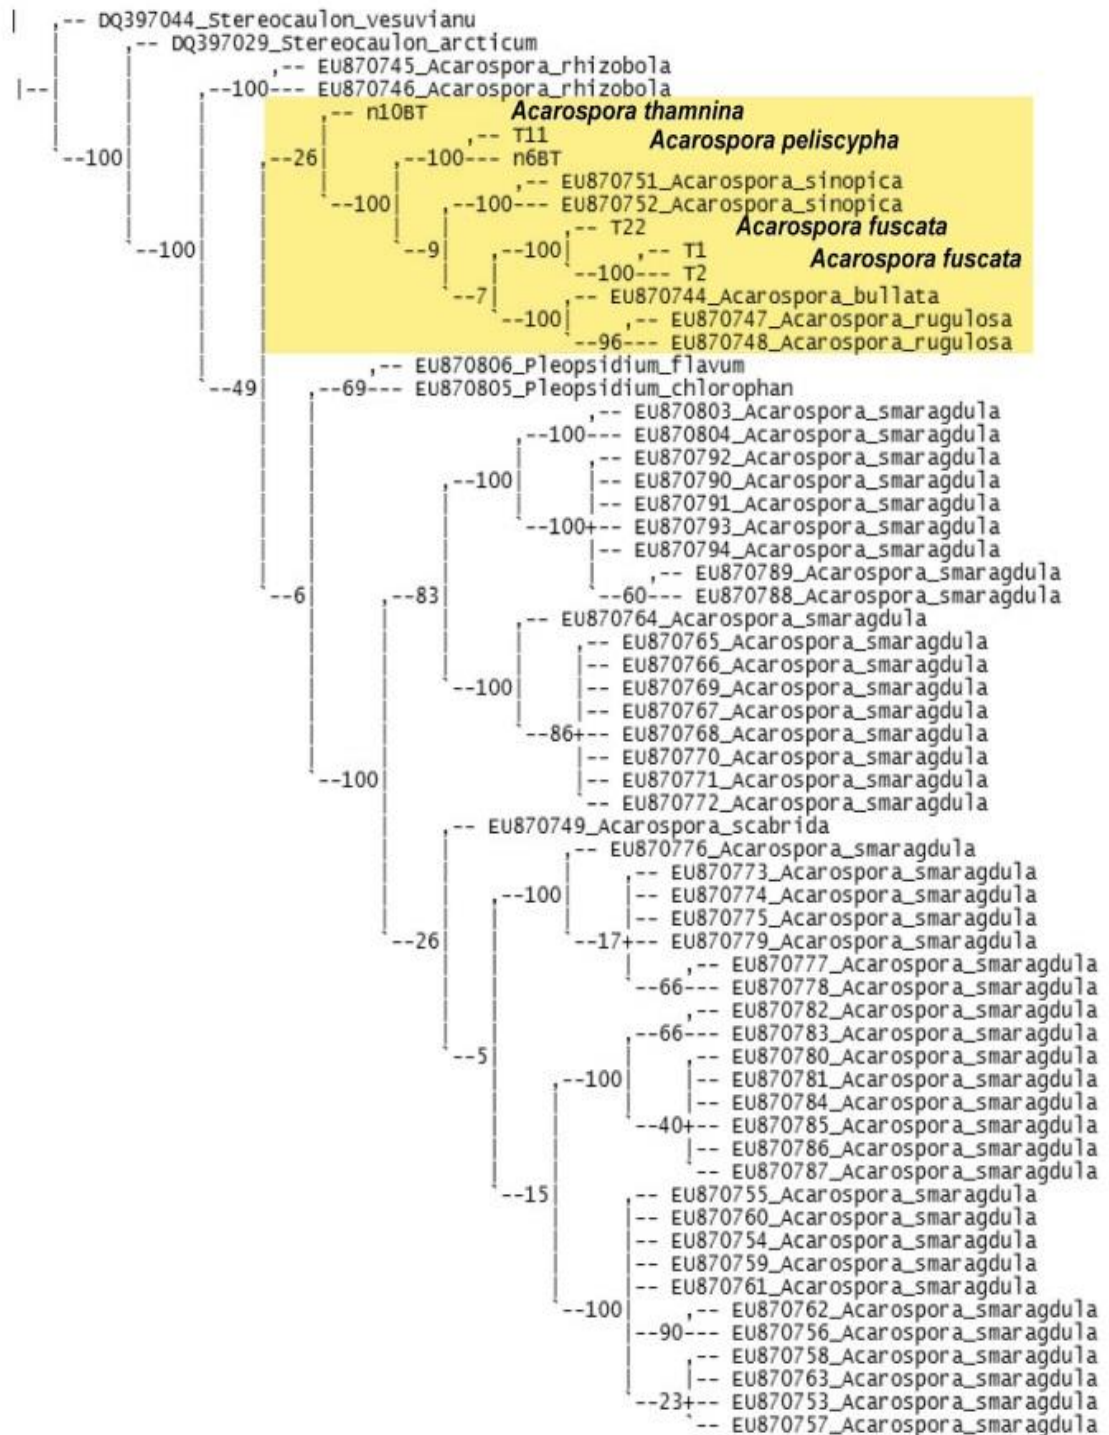 | ,-- DQ397044_Stereocaulon_vesuvianu
,-- DQ397029_Stereocaulon_arcticum
,-- EU870745_Acarospora_rhizobola
|-- --100--- EU870746_Acarospora_rhizobola
,-- n10BT Acarospora thamnina
,-- T11 Acarospora peliscypha
--100 --26 --100--- n6BT
,-- EU870751_Acarospora_sinopica
--100 --100--- EU870752_Acarospora_sinopica
,-- T22 Acarospora fuscata
--100 --9 --100 ,-- T1 Acarospora fuscata
--100--- T2
--7 ,-- EU870744_Acarospora_bullata
--100 ,-- EU870747_Acarospora_rugulosa
--96--- EU870748_Acarospora_rugulosa
,-- EU870806_Pleopsidium_flavum
--49 ,--69--- EU870805_Pleopsidium_chlorophan
,-- EU870803_Acarospora_smaragdula
,--100--- EU870804_Acarospora_smaragdula
,-- EU870792_Acarospora_smaragdula
,--100 |-- EU870790_Acarospora_smaragdula
|-- EU870791_Acarospora_smaragdula
--100+-- EU870793_Acarospora_smaragdula
|-- EU870794_Acarospora_smaragdula
,-- EU870789_Acarospora_smaragdula
--6 ,--83 --60--- EU870788_Acarospora_smaragdula
,-- EU870764_Acarospora_smaragdula
,-- EU870765_Acarospora_smaragdula
|-- EU870766_Acarospora_smaragdula
--100 |-- EU870769_Acarospora_smaragdula
|-- EU870767_Acarospora_smaragdula
--86+-- EU870768_Acarospora_smaragdula
|-- EU870770_Acarospora_smaragdula
--100 |-- EU870771_Acarospora_smaragdula
`-- EU870772_Acarospora_smaragdula
,-- EU870749_Acarospora_scabrida
,-- EU870776_Acarospora_smaragdula
,-- EU870773_Acarospora_smaragdula
,--100 |-- EU870774_Acarospora_smaragdula
|-- EU870775_Acarospora_smaragdula
--26 --17+-- EU870779_Acarospora_smaragdula
,-- EU870777_Acarospora_smaragdula
--66--- EU870778_Acarospora_smaragdula
,-- EU870782_Acarospora_smaragdula
,--66--- EU870783_Acarospora_smaragdula
--5 ,-- EU870780_Acarospora_smaragdula
,--100 |-- EU870781_Acarospora_smaragdula
|-- EU870784_Acarospora_smaragdula
--40+-- EU870785_Acarospora_smaragdula
|-- EU870786_Acarospora_smaragdula
`-- EU870787_Acarospora_smaragdula
--15 ,-- EU870755_Acarospora_smaragdula
|-- EU870760_Acarospora_smaragdula
|-- EU870754_Acarospora_smaragdula
|-- EU870759_Acarospora_smaragdula
|-- EU870761_Acarospora_smaragdula
--100 ,-- EU870762_Acarospora_smaragdula
--90--- EU870756_Acarospora_smaragdula
,-- EU870758_Acarospora_smaragdula
|-- EU870763_Acarospora_smaragdula
--23+-- EU870753_Acarospora_smaragdula
`-- EU870757_Acarospora_smaragdula